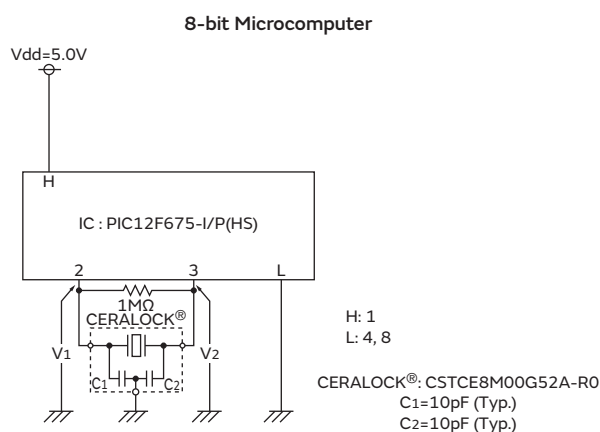 8-bit Microcomputer
Vdd=5.0V
H
IC : PIC12F675-I/P(HS)
2 3 L
1MΩ
CERALOCK®
V1 V2
C1 C2
H: 1
L: 4, 8
CERALOCK®: CSTCE8M00G52A-R0
C1=10pF (Typ.)
C2=10pF (Typ.)